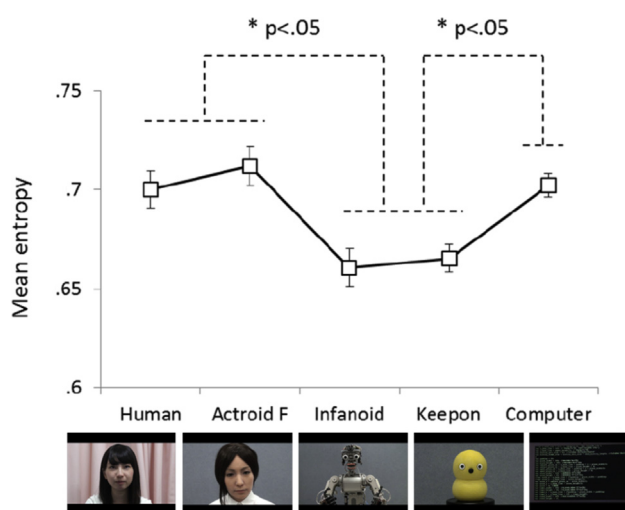 * p<.05
* p<.05
.75
.7
.65
.6
Mean entropy
Human
Actroid F
Infanoid
Keepon
Computer